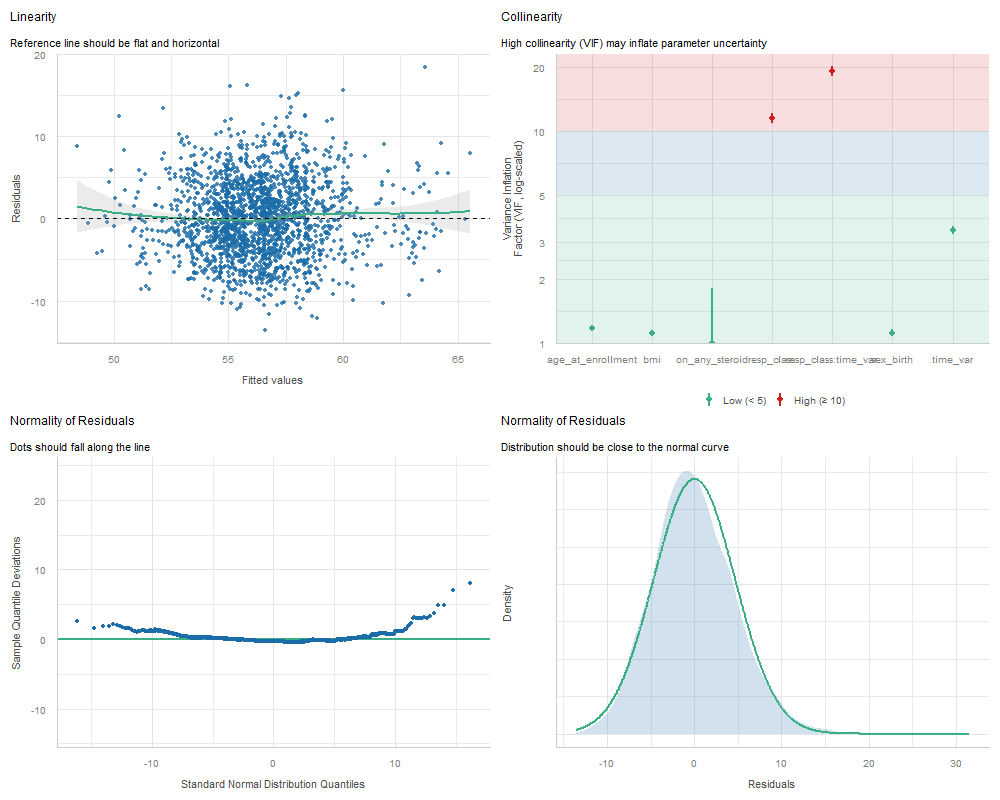 Linearity
Reference line should be flat and horizontal
20
10
0
-10
Residuals
50
55
60
65
Fitted values
Collinearity
High collinearity (VIF) may inflate parameter uncertainty
20
10
5
3
2
1
Variance Inflation
Factor (VIF, log-scaled)
age_at_enrollment
bmi
on_any_steroid
resp_class
resp_class:time_var
sex_birth
time_var
Low (< 5)
High (≥ 10)
Normality of Residuals
Dots should fall along the line
20
10
0
-10
Sample Quantile Deviations
-10
0
10
Standard Normal Distribution Quantiles
Normality of Residuals
Distribution should be close to the normal curve
Density
-10
0
10
20
30
Residuals